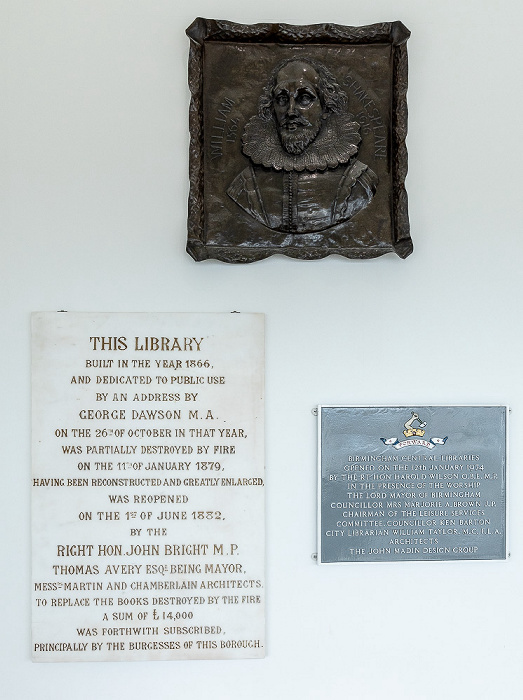 WILLIAM SHAKESPEARE
1564 1616
THIS LIBRARY
BUILT IN THE YEAR 1866,
AND DEDICATED TO PUBLIC USE
BY AN ADDRESS BY
GEORGE DAWSON M.A.
ON THE 26TH OF OCTOBER IN THAT YEAR,
WAS PARTIALLY DESTROYED BY FIRE
ON THE 11TH OF JANUARY 1879,
HAVING BEEN RECONSTRUCTED AND GREATLY ENLARGED,
WAS REOPENED
ON THE 1ST OF JUNE 1882,
BY THE
RIGHT HON. JOHN BRIGHT M.P.
THOMAS AVERY ESQRE BEING MAYOR,
MESSRS MARTIN AND CHAMBERLAIN ARCHITECTS.
TO REPLACE THE BOOKS DESTROYED BY THE FIRE
A SUM OF £14,000
WAS FORTHWITH SUBSCRIBED,
PRINCIPALLY BY THE BURGESSES OF THIS BOROUGH.
FORWARD
BIRMINGHAM CENTRAL LIBRARIES
OPENED ON THE 12TH JANUARY 1974
BY THE RT. HON HAROLD WILSON O.B.E. M.P.
IN THE PRESENCE OF THE WORSHIP
THE LORD MAYOR OF BIRMINGHAM
COUNCILLOR MRS MARJORIE A. BROWN. J.P.
CHAIRMAN OF THE LEISURE SERVICES
COMMITTEE, COUNCILLOR KEN BARTON
CITY LIBRARIAN WILLIAM TAYLOR, M.C. F.L.A.
ARCHITECTS
THE JOHN MADIN DESIGN GROUP